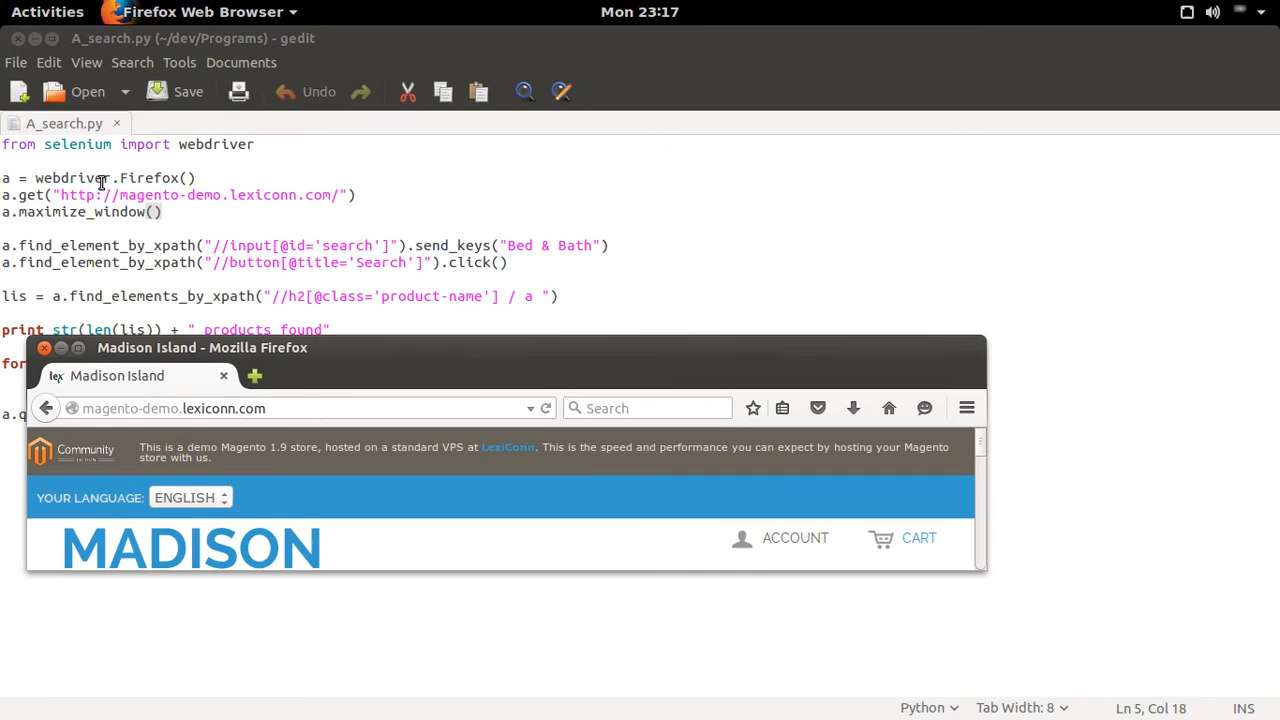 Activities Firefox Web Browser Mon 23:17
A_search.py (~/dev/Programs) - gedit
File Edit View Search Tools Documents
Open Save Undo
A_search.py
from selenium import webdriver
a = webdriver.Firefox()
a.get("http://magento-demo.lexiconn.com/")
a.maximize_window()
a.find_element_by_xpath("//input[@id='search']").send_keys("Bed & Bath")
a.find_element_by_xpath("//button[@title='Search']").click()
lis = a.find_elements_by_xpath("//h2[@class='product-name'] / a ")
print str(len(lis)) + " products found"
for
a.q
Madison Island - Mozilla Firefox
lex Madison Island
magento-demo.lexiconn.com Search
Community
This is a demo Magento 1.9 store, hosted on a standard VPS at LexiConn. This is the speed and performance you can expect by hosting your Magento
store with us.
YOUR LANGUAGE: ENGLISH
MADISON ACCOUNT CART
Python Tab Width: 8 Ln 5, Col 18 INS